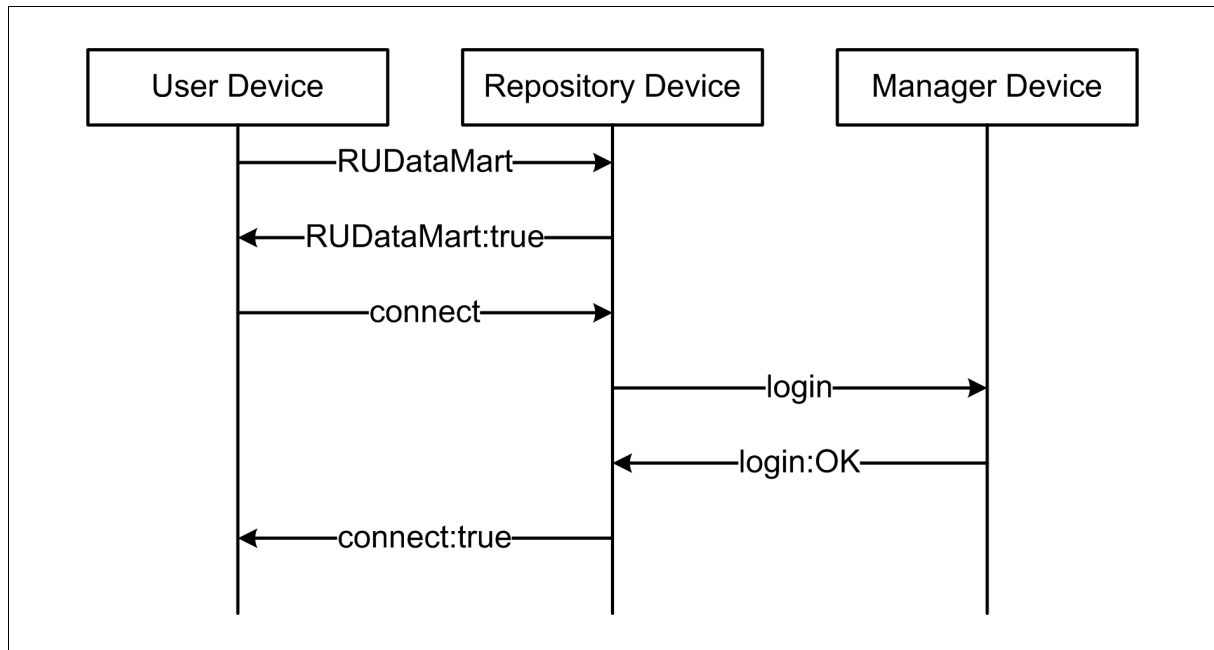 User Device
Repository Device
Manager Device
RUDataMart
RUDataMart:true
connect
login
login:OK
connect:true